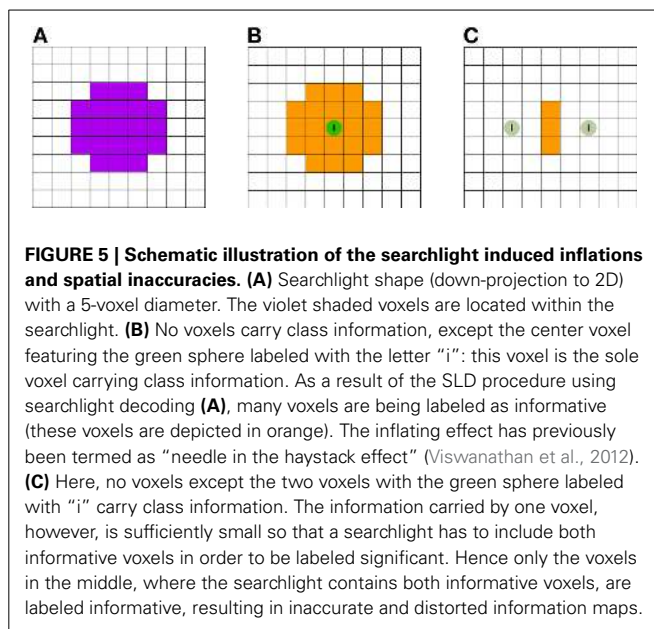 A
B
C
i
i
i
FIGURE 5 | Schematic illustration of the searchlight induced inflations
and spatial inaccuracies. (A) Searchlight shape (down-projection to 2D)
with a 5-voxel diameter. The violet shaded voxels are located within the
searchlight. (B) No voxels carry class information, except the center voxel
featuring the green sphere labeled with the letter “i”: this voxel is the sole
voxel carrying class information. As a result of the SLD procedure using
searchlight decoding (A), many voxels are being labeled as informative
(these voxels are depicted in orange). The inflating effect has previously
been termed as “needle in the haystack effect” (Viswanathan et al., 2012).
(C) Here, no voxels except the two voxels with the green sphere labeled
with “i” carry class information. The information carried by one voxel,
however, is sufficiently small so that a searchlight has to include both
informative voxels in order to be labeled significant. Hence only the voxels
in the middle, where the searchlight contains both informative voxels, are
labeled informative, resulting in inaccurate and distorted information maps.